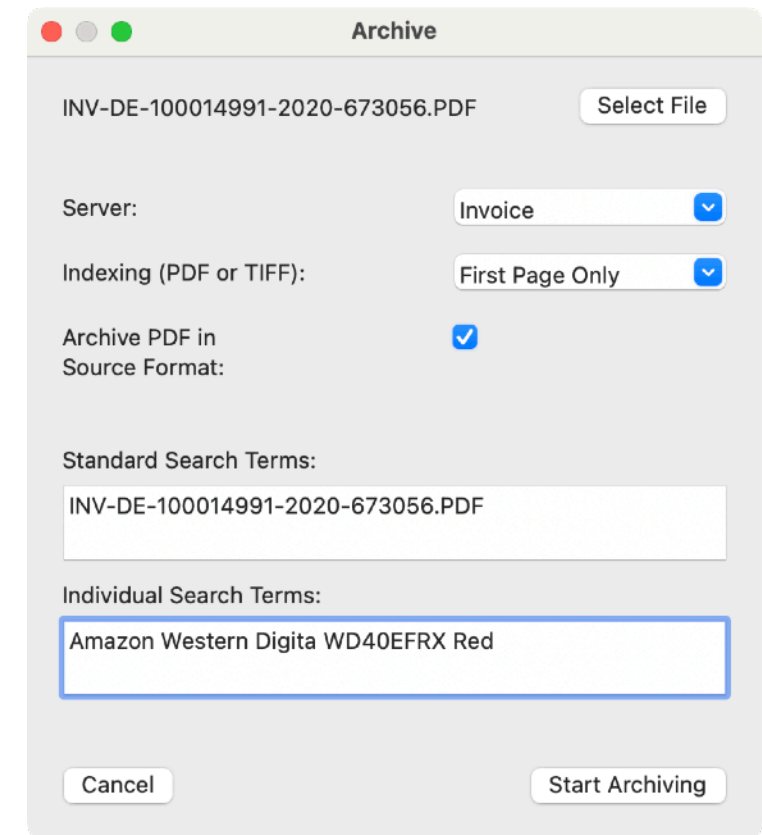 Archive
INV-DE-100014991-2020-673056.PDF
Select File
Server:
Invoice
Indexing (PDF or TIFF):
First Page Only
Archive PDF in
Source Format:
Standard Search Terms:
INV-DE-100014991-2020-673056.PDF
Individual Search Terms:
Amazon Western Digita WD40EFRX Red
Cancel
Start Archiving